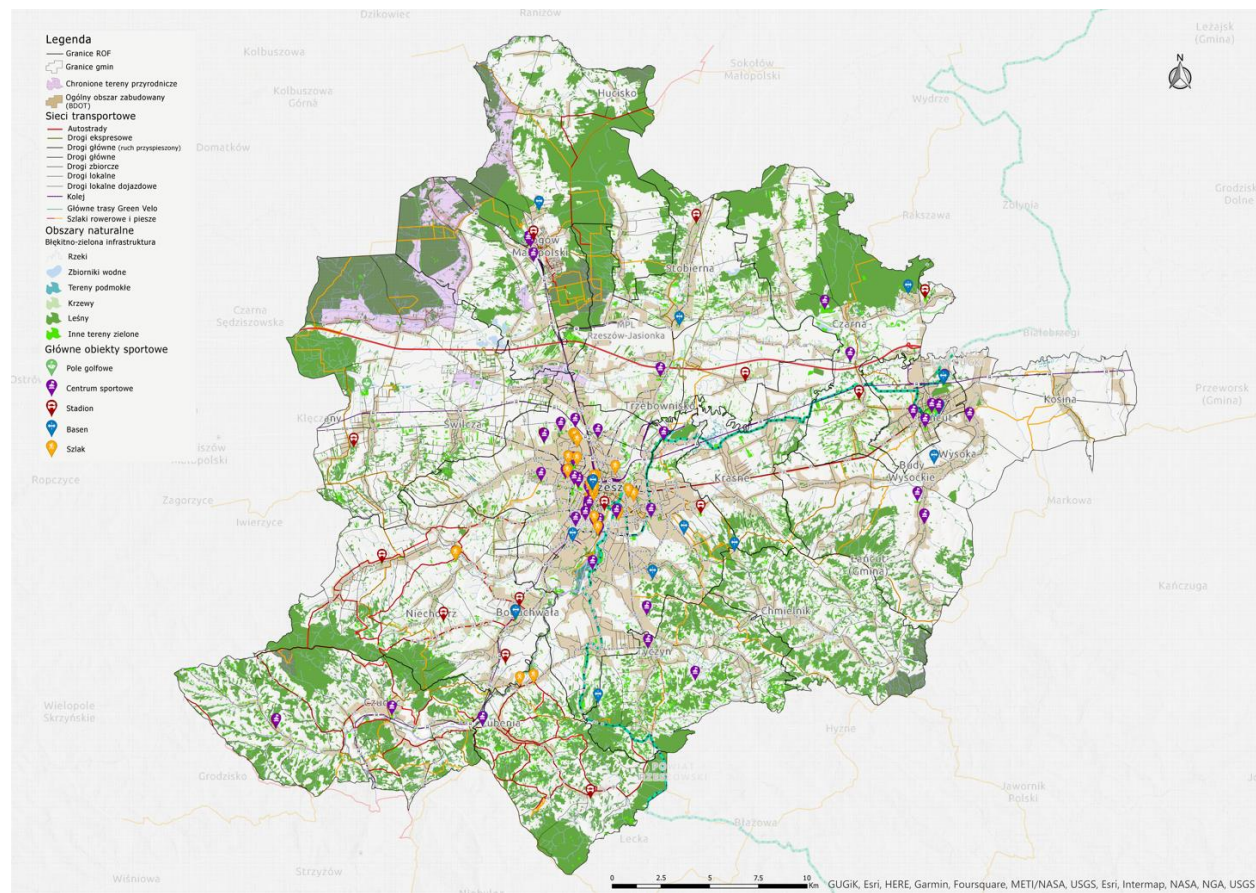 Dzikowiec
Raniżów
Leżajsk
(Gmina)
Legenda
Granice ROF
Granice gmin
Chronione tereny przyrodnicze
Ogólny obszar zabudowany
(BDOT)
Sieci transportowe
Autostrady
Drogi ekspresowe
Drogi główne (ruch przyspieszony)
Drogi główne
Drogi zbiorcze
Drogi lokalne
Drogi lokalne dojazdowe
Kolej
Główne trasy Green Velo
Szlaki rowerowe i piesze
Obszary naturalne
Błękitno-zielona infrastruktura
Rzeki
Zbiorniki wodne
Tereny podmokłe
Krzewy
Leśny
Inne tereny zielone
Główne obiekty sportowe
Pole golfowe
Centrum sportowe
Stadion
Basen
Szlak
N
Kolbuszowa
Sokołów
Małopolski
Kolbuszowa
Górna
Hucisko
Wydrze
Domatków
Grodzisko
Dolne
Żołynia
Rakszawa
Małopolski
Stobierna
Czarna
Sędziszowska
Czarna
MPL
Rzeszów-Jasionka
Białobrzegi
Przeworsk
(Gmina)
Kosina
Trzebownisko
Klęczany
Świlcza
Małopolski
Ropczyce
Zagorzyce
Iwierzyce
Krasne
Wysoka
Budy
Wysockie
Markowa
Łańcut
(Gmina)
Kańczuga
Chmielnik
Niechobrz
Boguchwała
Tyczyn
Wielopole
Skrzyńskie
Lubenia
Hyżne
Grodzisko
Jawornik
Polski
Błażowa
Lecka
Wiśniowa
Strzyżów
0 2.5 5 7.5 10
Km
GUGiK, Esri, HERE, Garmin, Foursquare, METI/NASA, USGS, Esri, Intermap, NASA, NGA, USGS